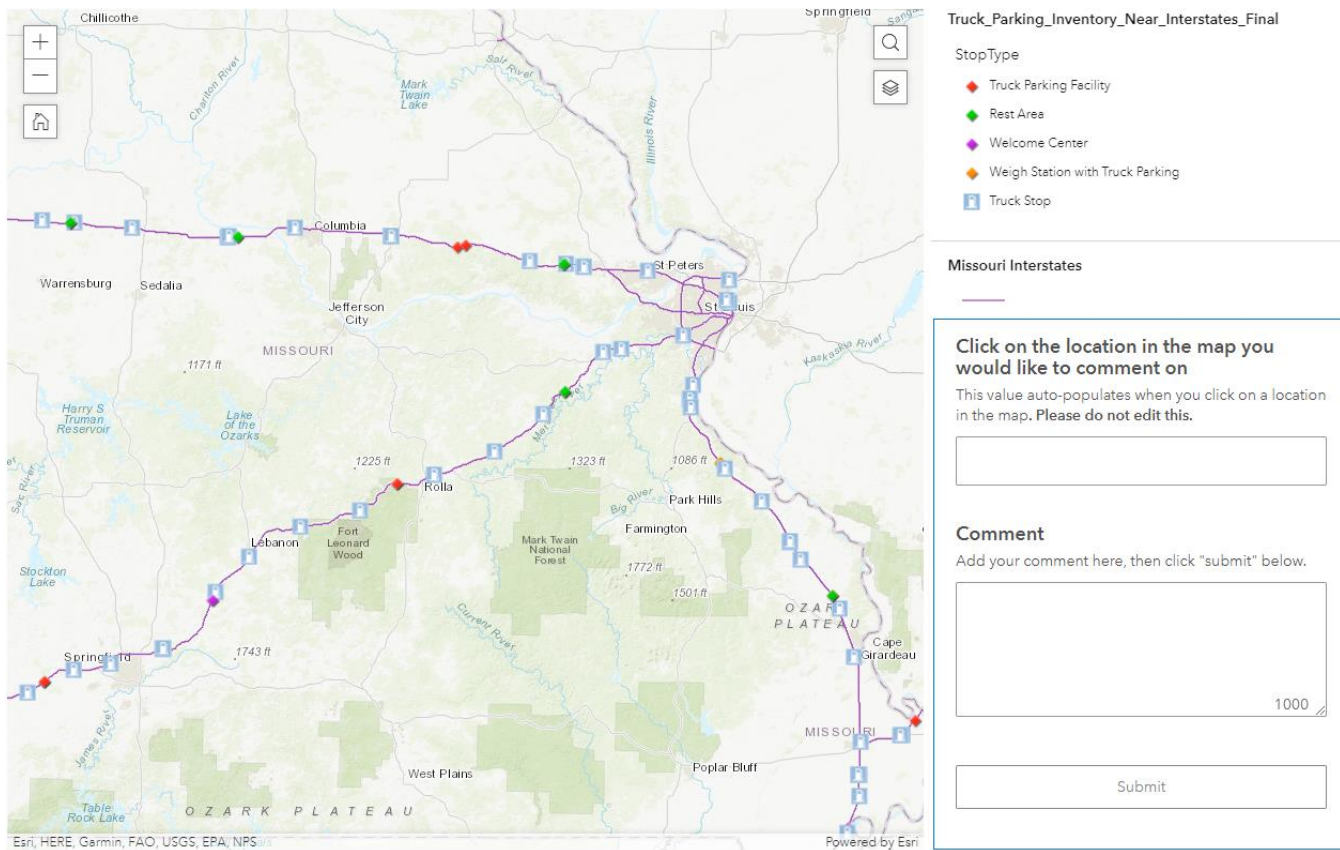 Chillicothe
Springfield
Sanga
Chariton River
Salt River
Mark
Twain
Lake
Illinois River
Columbia
St Peters
Warrensburg
Sedalia
St
uis
Jefferson
City
MISSOURI
Kaskaskia River
1171 ft
Harry S
Truman
Reservoir
Lake
of the
Ozarks
Mer
River
Sac River
1225 ft
1323 ft
1086 ft
Rolla
Big River
Park Hills
Lebanon
Fort
Leonard
Wood
Mark Twain
National
Forest
Farmington
Stockton
Lake
1772 ft
1501 ft
Current River
OZAR
PLATEAU
Cape
Girardeau
Springfield
1743 ft
James River
MISSOURI
West Plains
Poplar Bluff
Table
Rock Lake
OZARK PLATEAU
Esri, HERE, Garmin, FAO, USGS, EPA, NPS
Powered by Esri
Truck_Parking_Inventory_Near_Interstates_Final
StopType
Truck Parking Facility
Rest Area
Welcome Center
Weigh Station with Truck Parking
Truck Stop
Missouri Interstates
Click on the location in the map you
would like to comment on
This value auto-populates when you click on a location
in the map. Please do not edit this.
Comment
Add your comment here, then click "submit" below.
1000
Submit